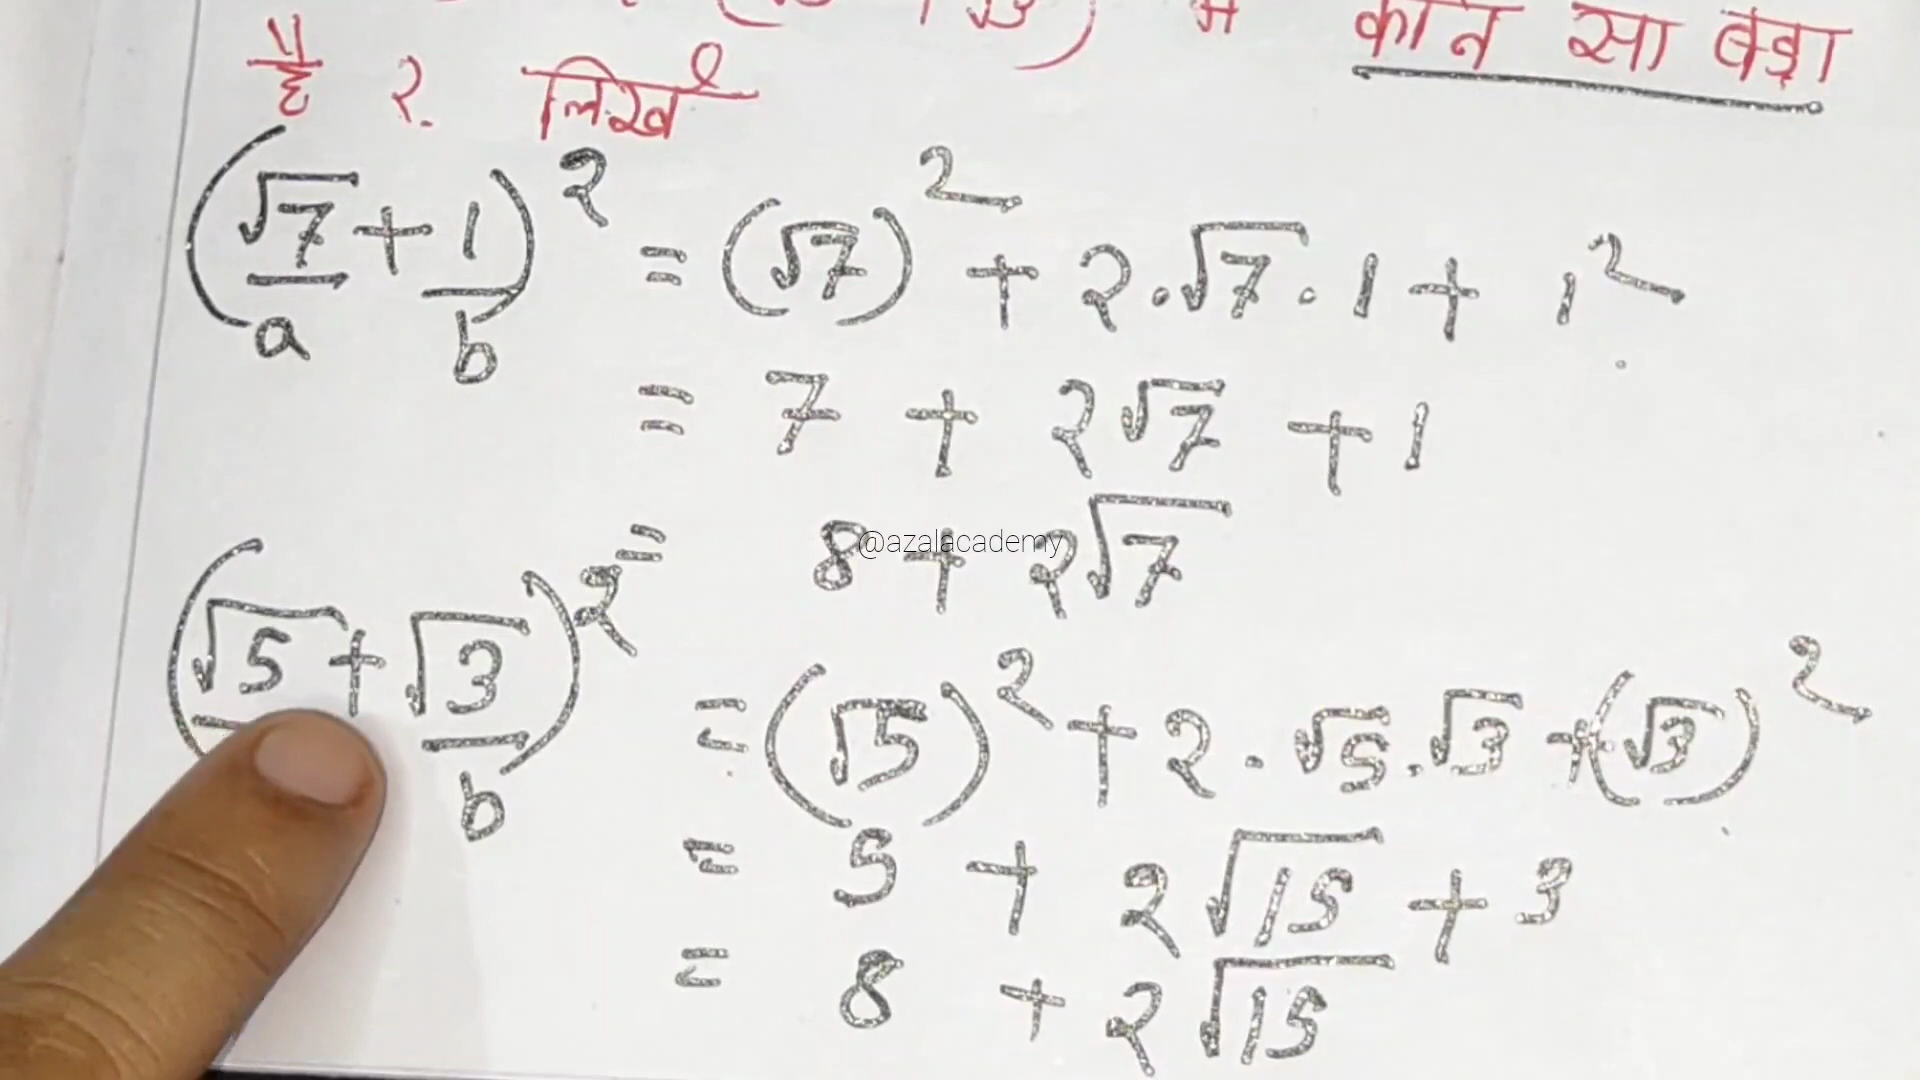 कौन सा बड़ा
है ? लिखें
(√7 + 1)² = (√7)² + 2·√7·1 + 1²
a b
= 7 + 2√7 + 1
= 8 + 2√7
@azalacademy
(√5 + √3)² = (√5)² + 2·√5·√3 + (√3)²
b
= 5 + 2√15 + 3
= 8 + 2√15